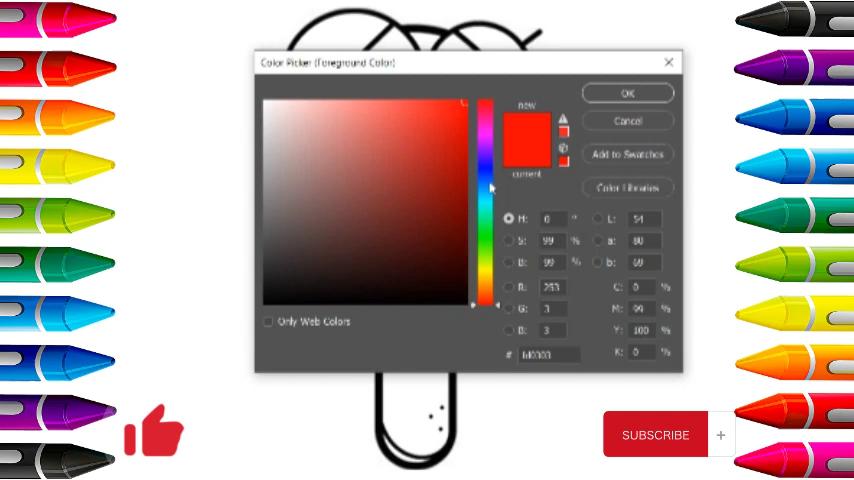 Color Picker (Foreground Color)
new
current
OK
Cancel
Add to Swatches
Color Libraries
H: 0 °
S: 99 %
B: 99 %
R: 253
G: 3
B: 3
# fd0303
L: 54
a: 80
b: 69
C: 0 %
M: 99 %
Y: 100 %
K: 0 %
Only Web Colors
SUBSCRIBE +